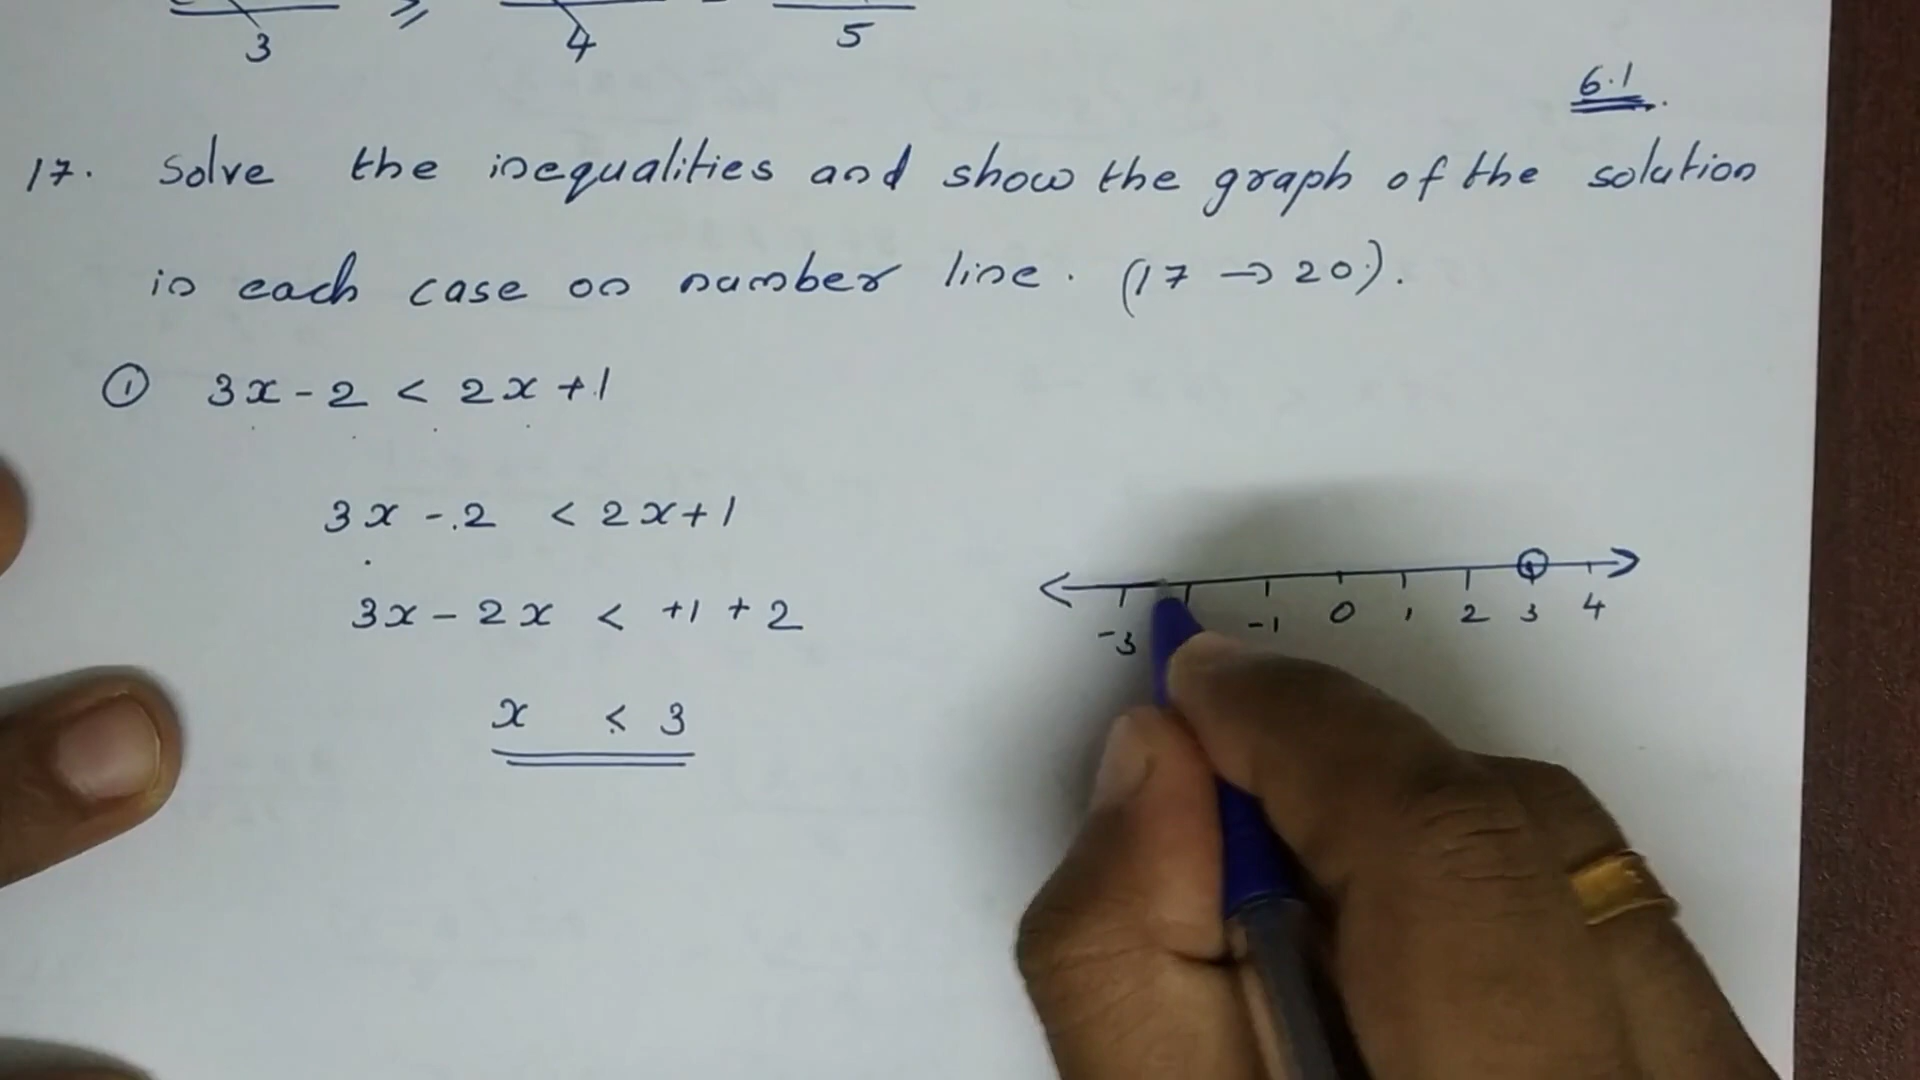 3 ≥ 4 - 5
6.1
17. Solve the inequalities and show the graph of the solution
in each case on number line. (17 → 20).
① 3x - 2 < 2x + 1
3x - 2 < 2x + 1
3x - 2x < +1 + 2
x < 3
-3 -1 0 1 2 3 4